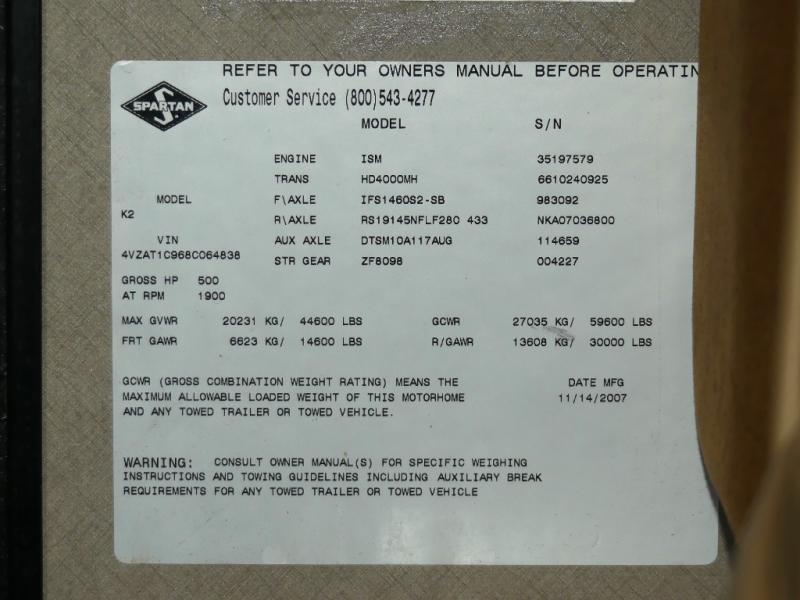 REFER TO YOUR OWNERS MANUAL BEFORE
SPARTAN
Customer Service (800)543-4277
MODEL S/N
ENGINE ISM 35197579
TRANS HD4000MH 6610240925
MODEL F\AXLE IFS1460S2-SB 983092
K2 R\AXLE RS19145NFLF280 433 NKA07036800
VIN AUX AXLE DTSM10A117AUG 114659
4VZAT1C968C064838 STR GEAR ZF8098 004227
GROSS HP 500
AT RPM 1900
MAX GVWR 20231 KG/ 44600 LBS GCWR 27035 KG/ 59600 LBS
FRT GAWR 6623 KG/ 14600 LBS R/GAWR 13608 KG/ 30000 LBS
GCWR (GROSS COMBINATION WEIGHT RATING) MEANS THE DATE MFG
MAXIMUM ALLOWABLE LOADED WEIGHT OF THIS MOTORHOME 11/14/2007
AND ANY TOWED TRAILER OR TOWED VEHICLE.
WARNING: CONSULT OWNER MANUAL(S) FOR SPECIFIC WEIGHING
INSTRUCTIONS AND TOWING GUIDELINES INCLUDING AUXILIARY BREAK
REQUIREMENTS FOR ANY TOWED TRAILER OR TOWED VEHICLE